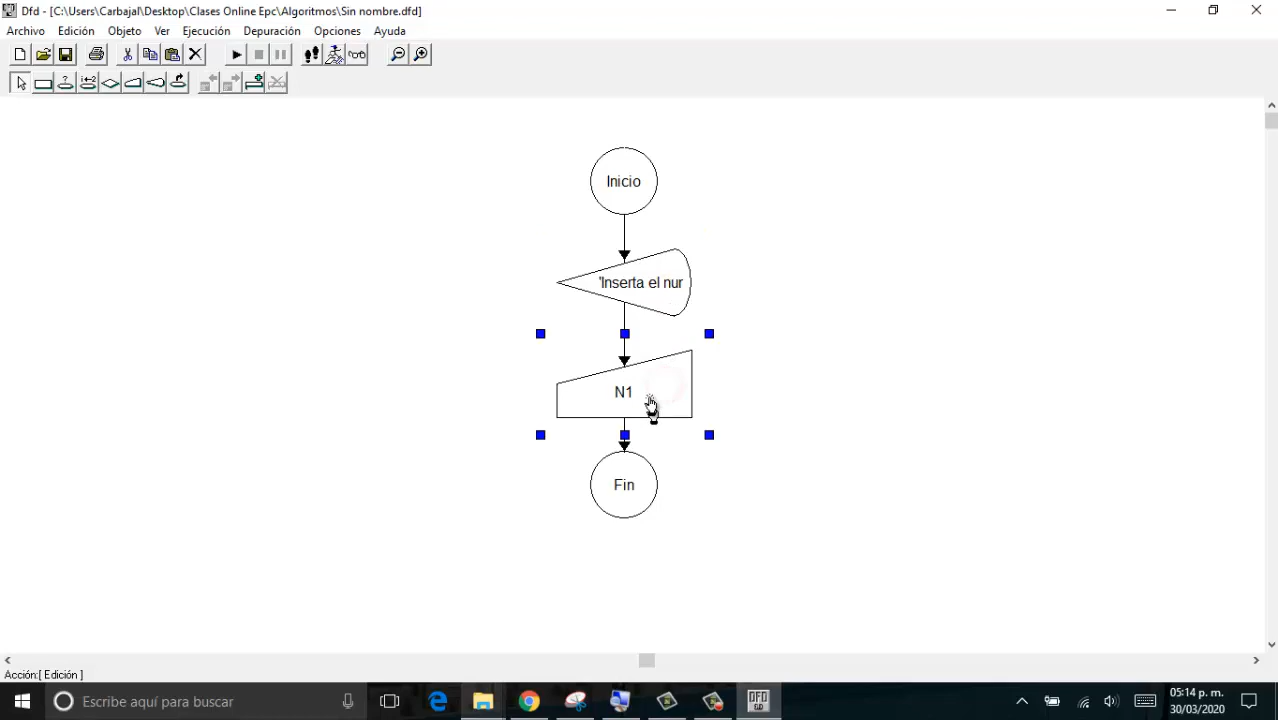 Dfd - [C:\Users\Carbajal\Desktop\Clases Online Epc\Algoritmos\Sin nombre.dfd]
Archivo Edición Objeto Ver Ejecución Depuración Opciones Ayuda
Inicio
'Inserta el nur
N1
Fin
Acción:[ Edición ]
Escribe aquí para buscar
DFD
05:14 p. m.
30/03/2020